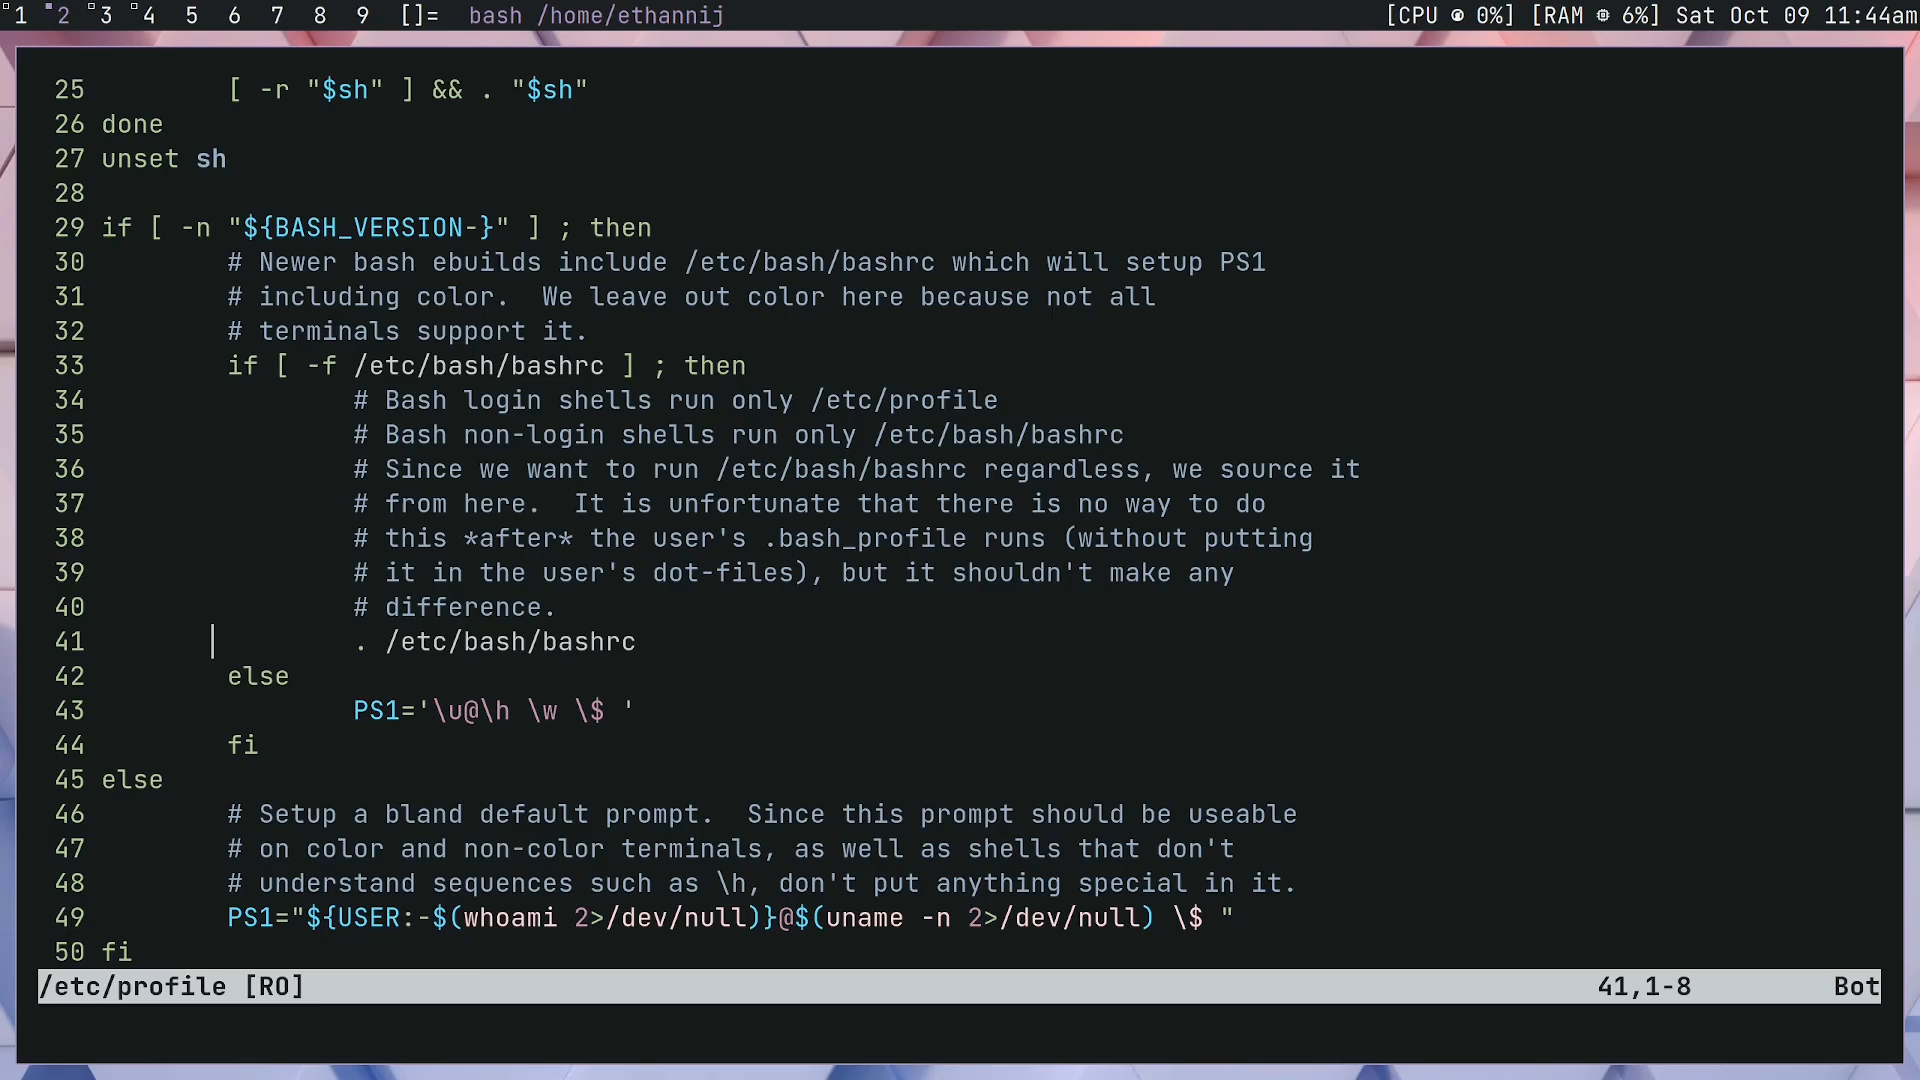 1 2 3 4 5 6 7 8 9 []= bash /home/ethannij [CPU 0%] [RAM 6%] Sat Oct 09 11:44am
25         [ -r "$sh" ] && . "$sh"
26 done
27 unset sh
28
29 if [ -n "${BASH_VERSION-}" ] ; then
30         # Newer bash ebuilds include /etc/bash/bashrc which will setup PS1
31         # including color.  We leave out color here because not all
32         # terminals support it.
33         if [ -f /etc/bash/bashrc ] ; then
34                 # Bash login shells run only /etc/profile
35                 # Bash non-login shells run only /etc/bash/bashrc
36                 # Since we want to run /etc/bash/bashrc regardless, we source it
37                 # from here.  It is unfortunate that there is no way to do
38                 # this *after* the user's .bash_profile runs (without putting
39                 # it in the user's dot-files), but it shouldn't make any
40                 # difference.
41                 . /etc/bash/bashrc
42         else
43                 PS1='\u@\h \w \$ '
44         fi
45 else
46         # Setup a bland default prompt.  Since this prompt should be useable
47         # on color and non-color terminals, as well as shells that don't
48         # understand sequences such as \h, don't put anything special in it.
49         PS1="${USER:-$(whoami 2>/dev/null)}@$(uname -n 2>/dev/null) \$ "
50 fi
/etc/profile [RO] 41,1-8 Bot